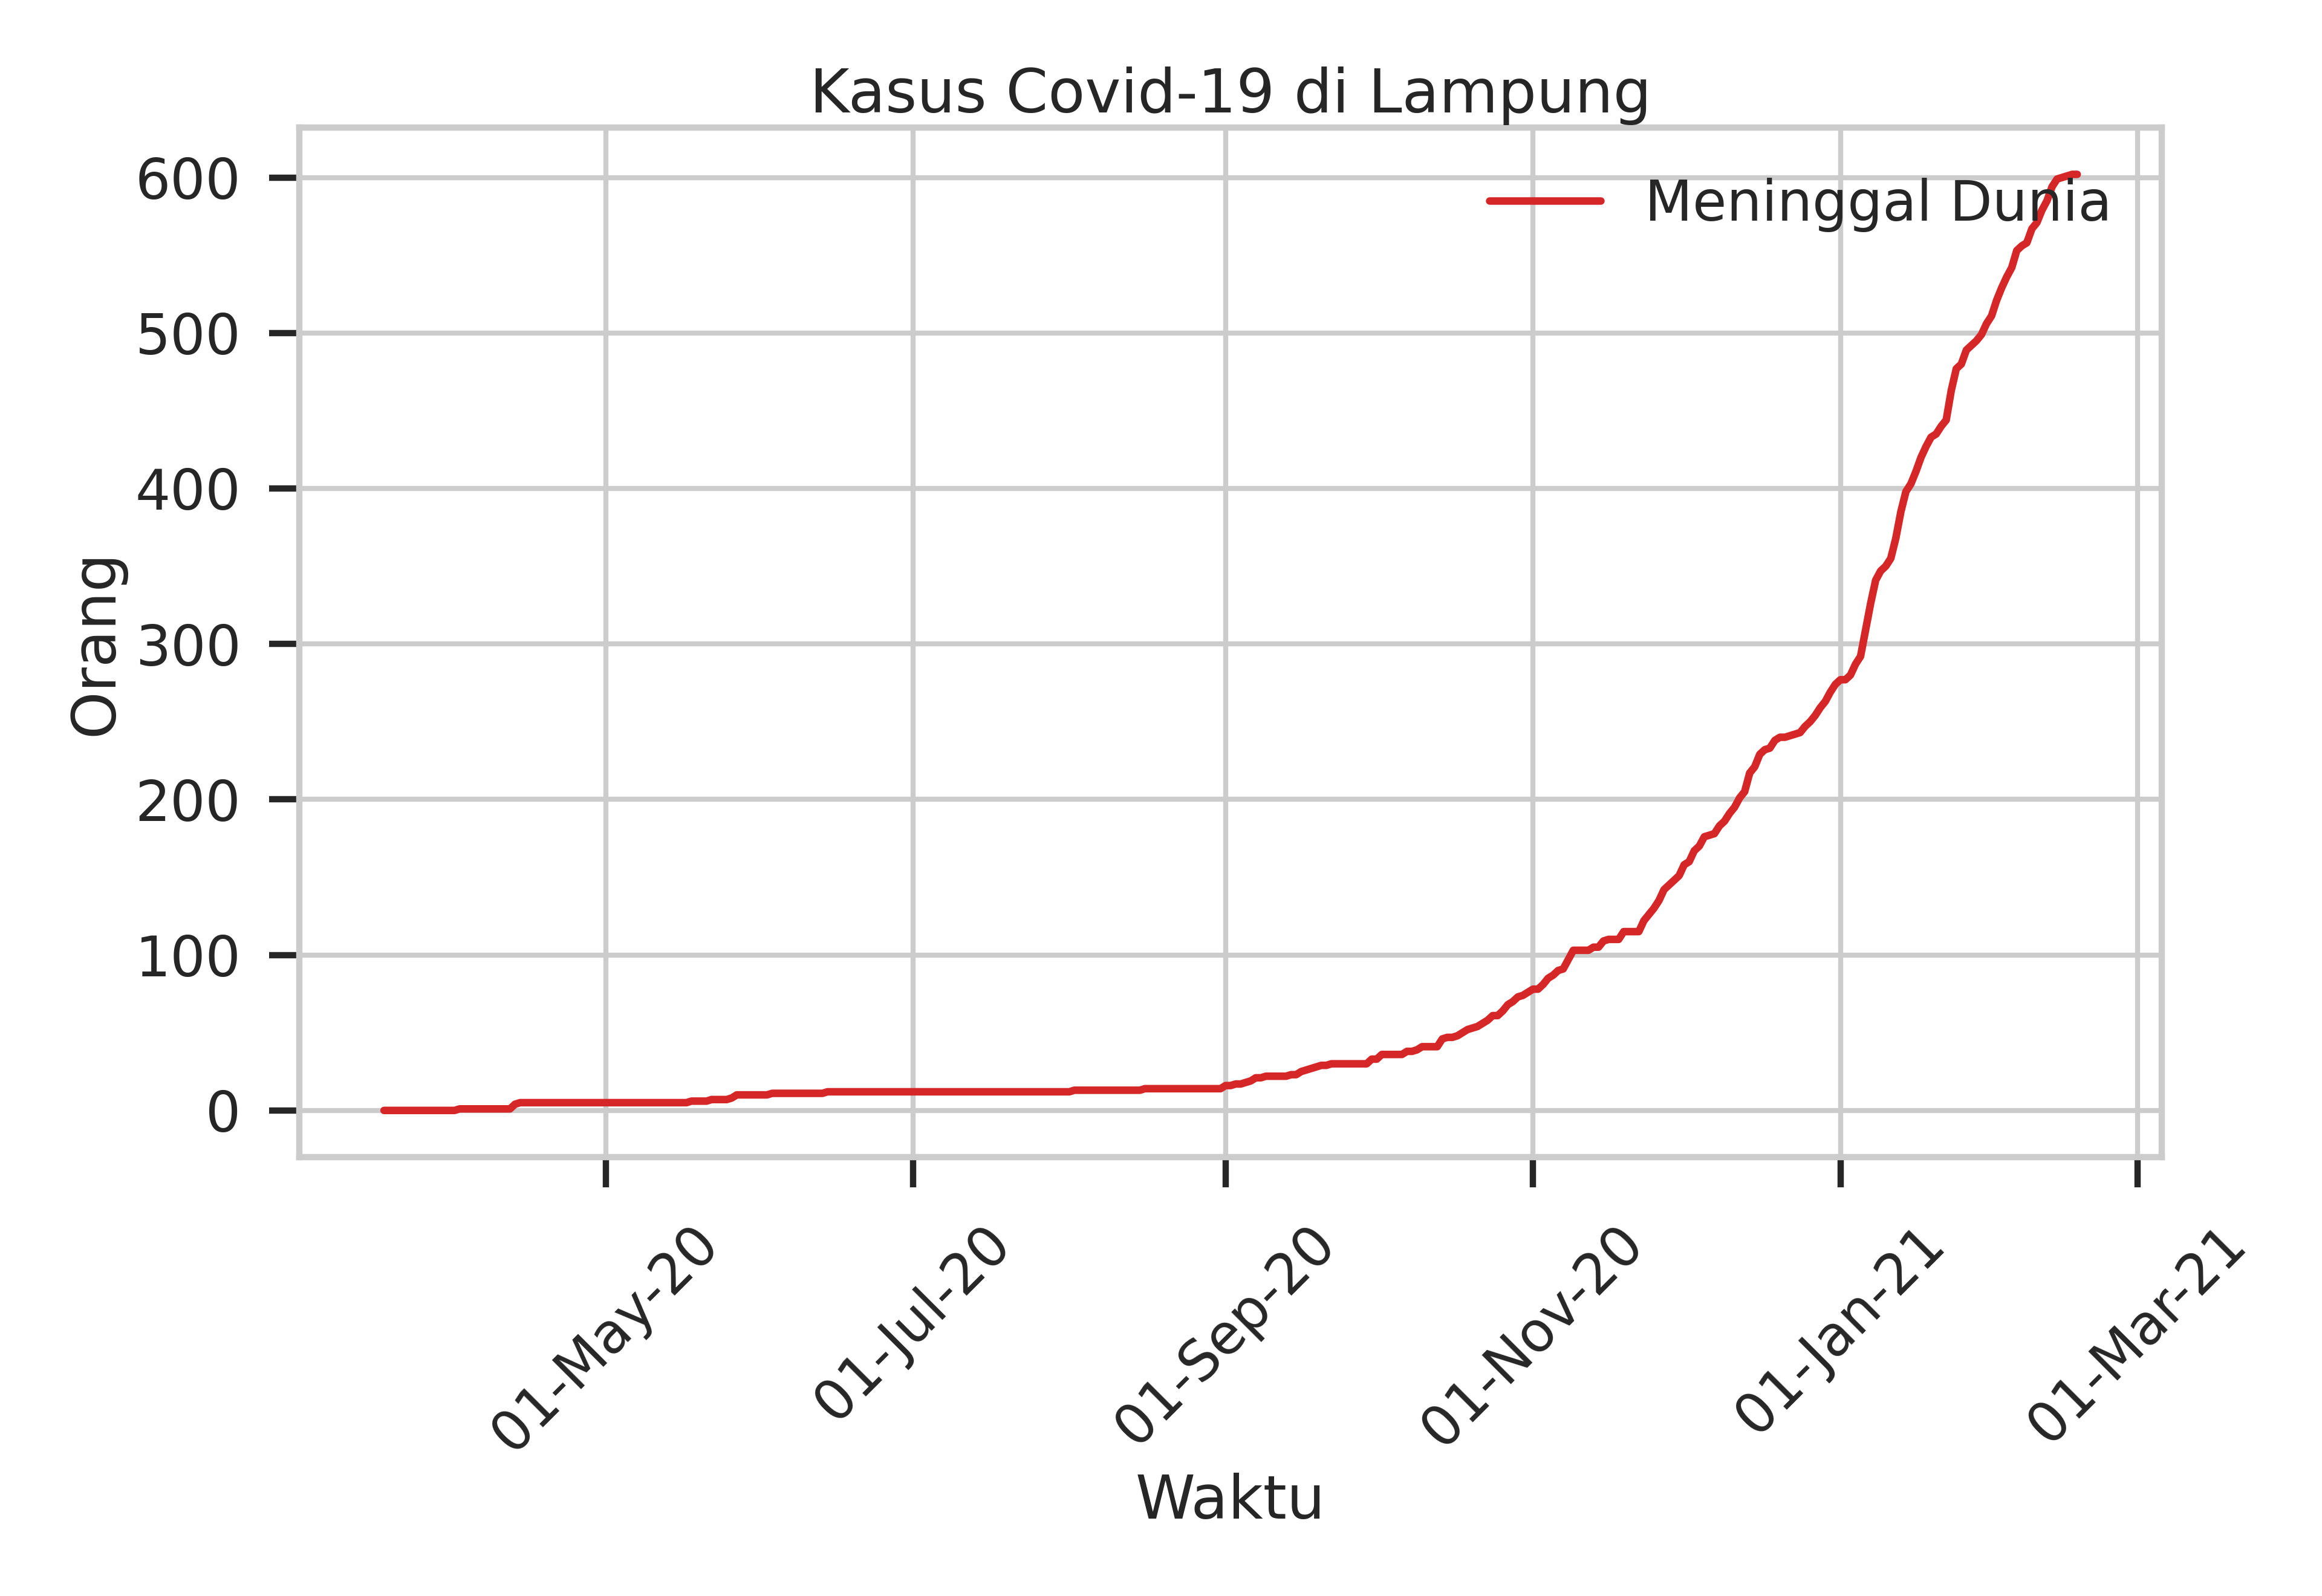 Kasus Covid-19 di Lampung
Meninggal Dunia
Orang
600
500
400
300
200
100
0
01-May-20
01-Jul-20
01-Sep-20
01-Nov-20
01-Jan-21
01-Mar-21
Waktu